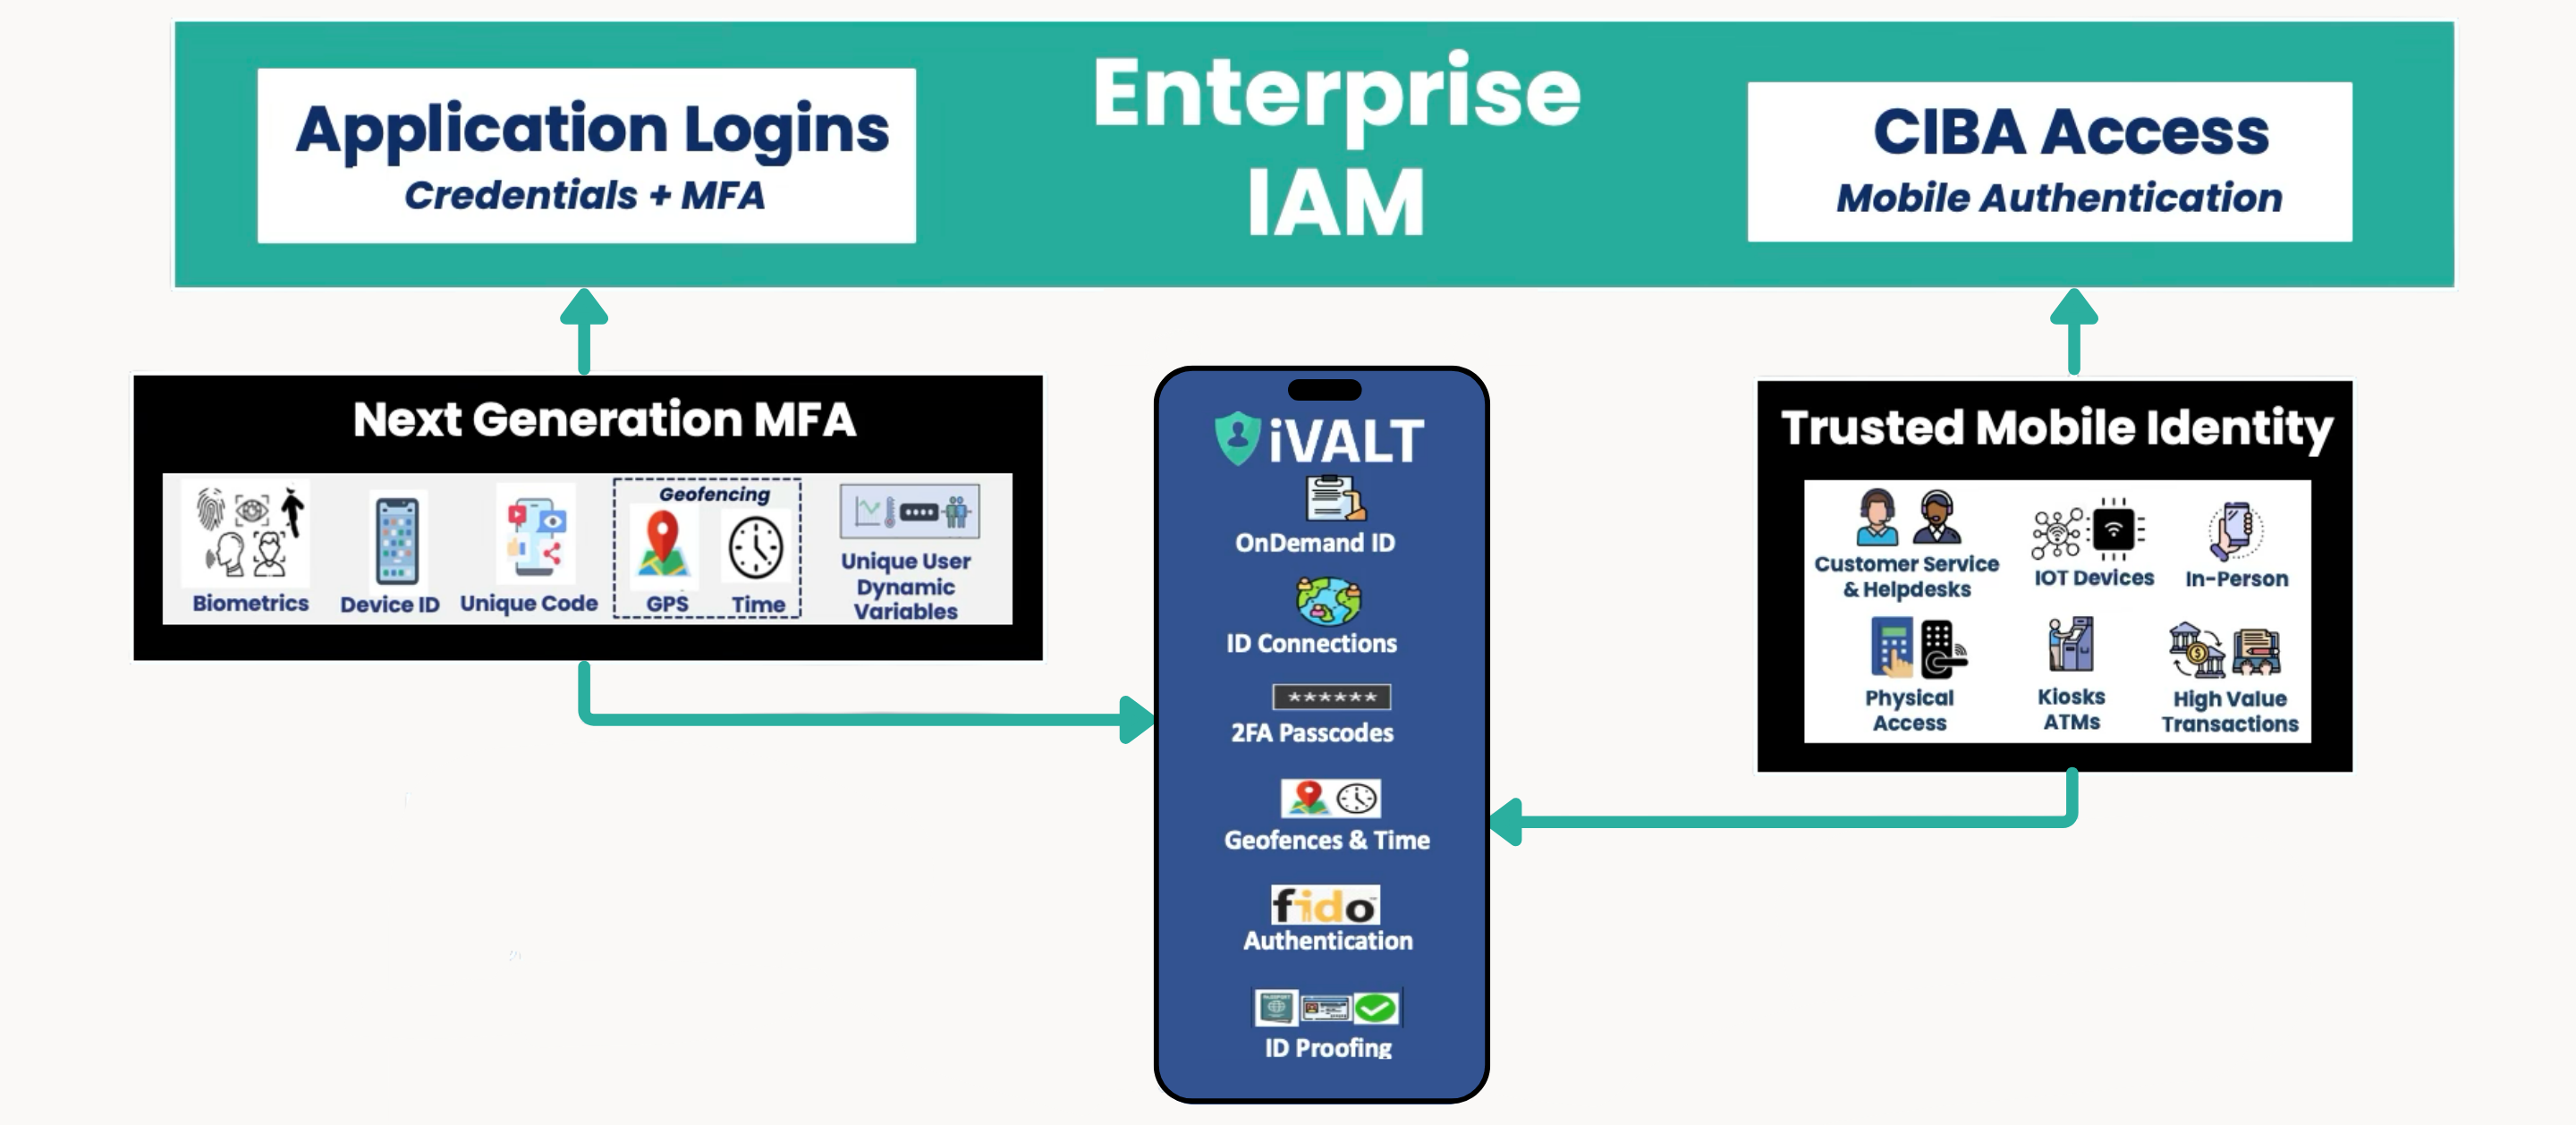 Application Logins
Credentials + MFA
Enterprise
IAM
CIBA Access
Mobile Authentication
Next Generation MFA
Biometrics
Device ID
Unique Code
Geofencing
GPS
Time
Unique User
Dynamic
Variables
iVALT
OnDemand ID
ID Connections
******
2FA Passcodes
Geofences & Time
fido
Authentication
PASSPORT
ID Proofing
Trusted Mobile Identity
Customer Service
& Helpdesks
IOT Devices
In-Person
Physical
Access
Kiosks
ATMs
High Value
Transactions